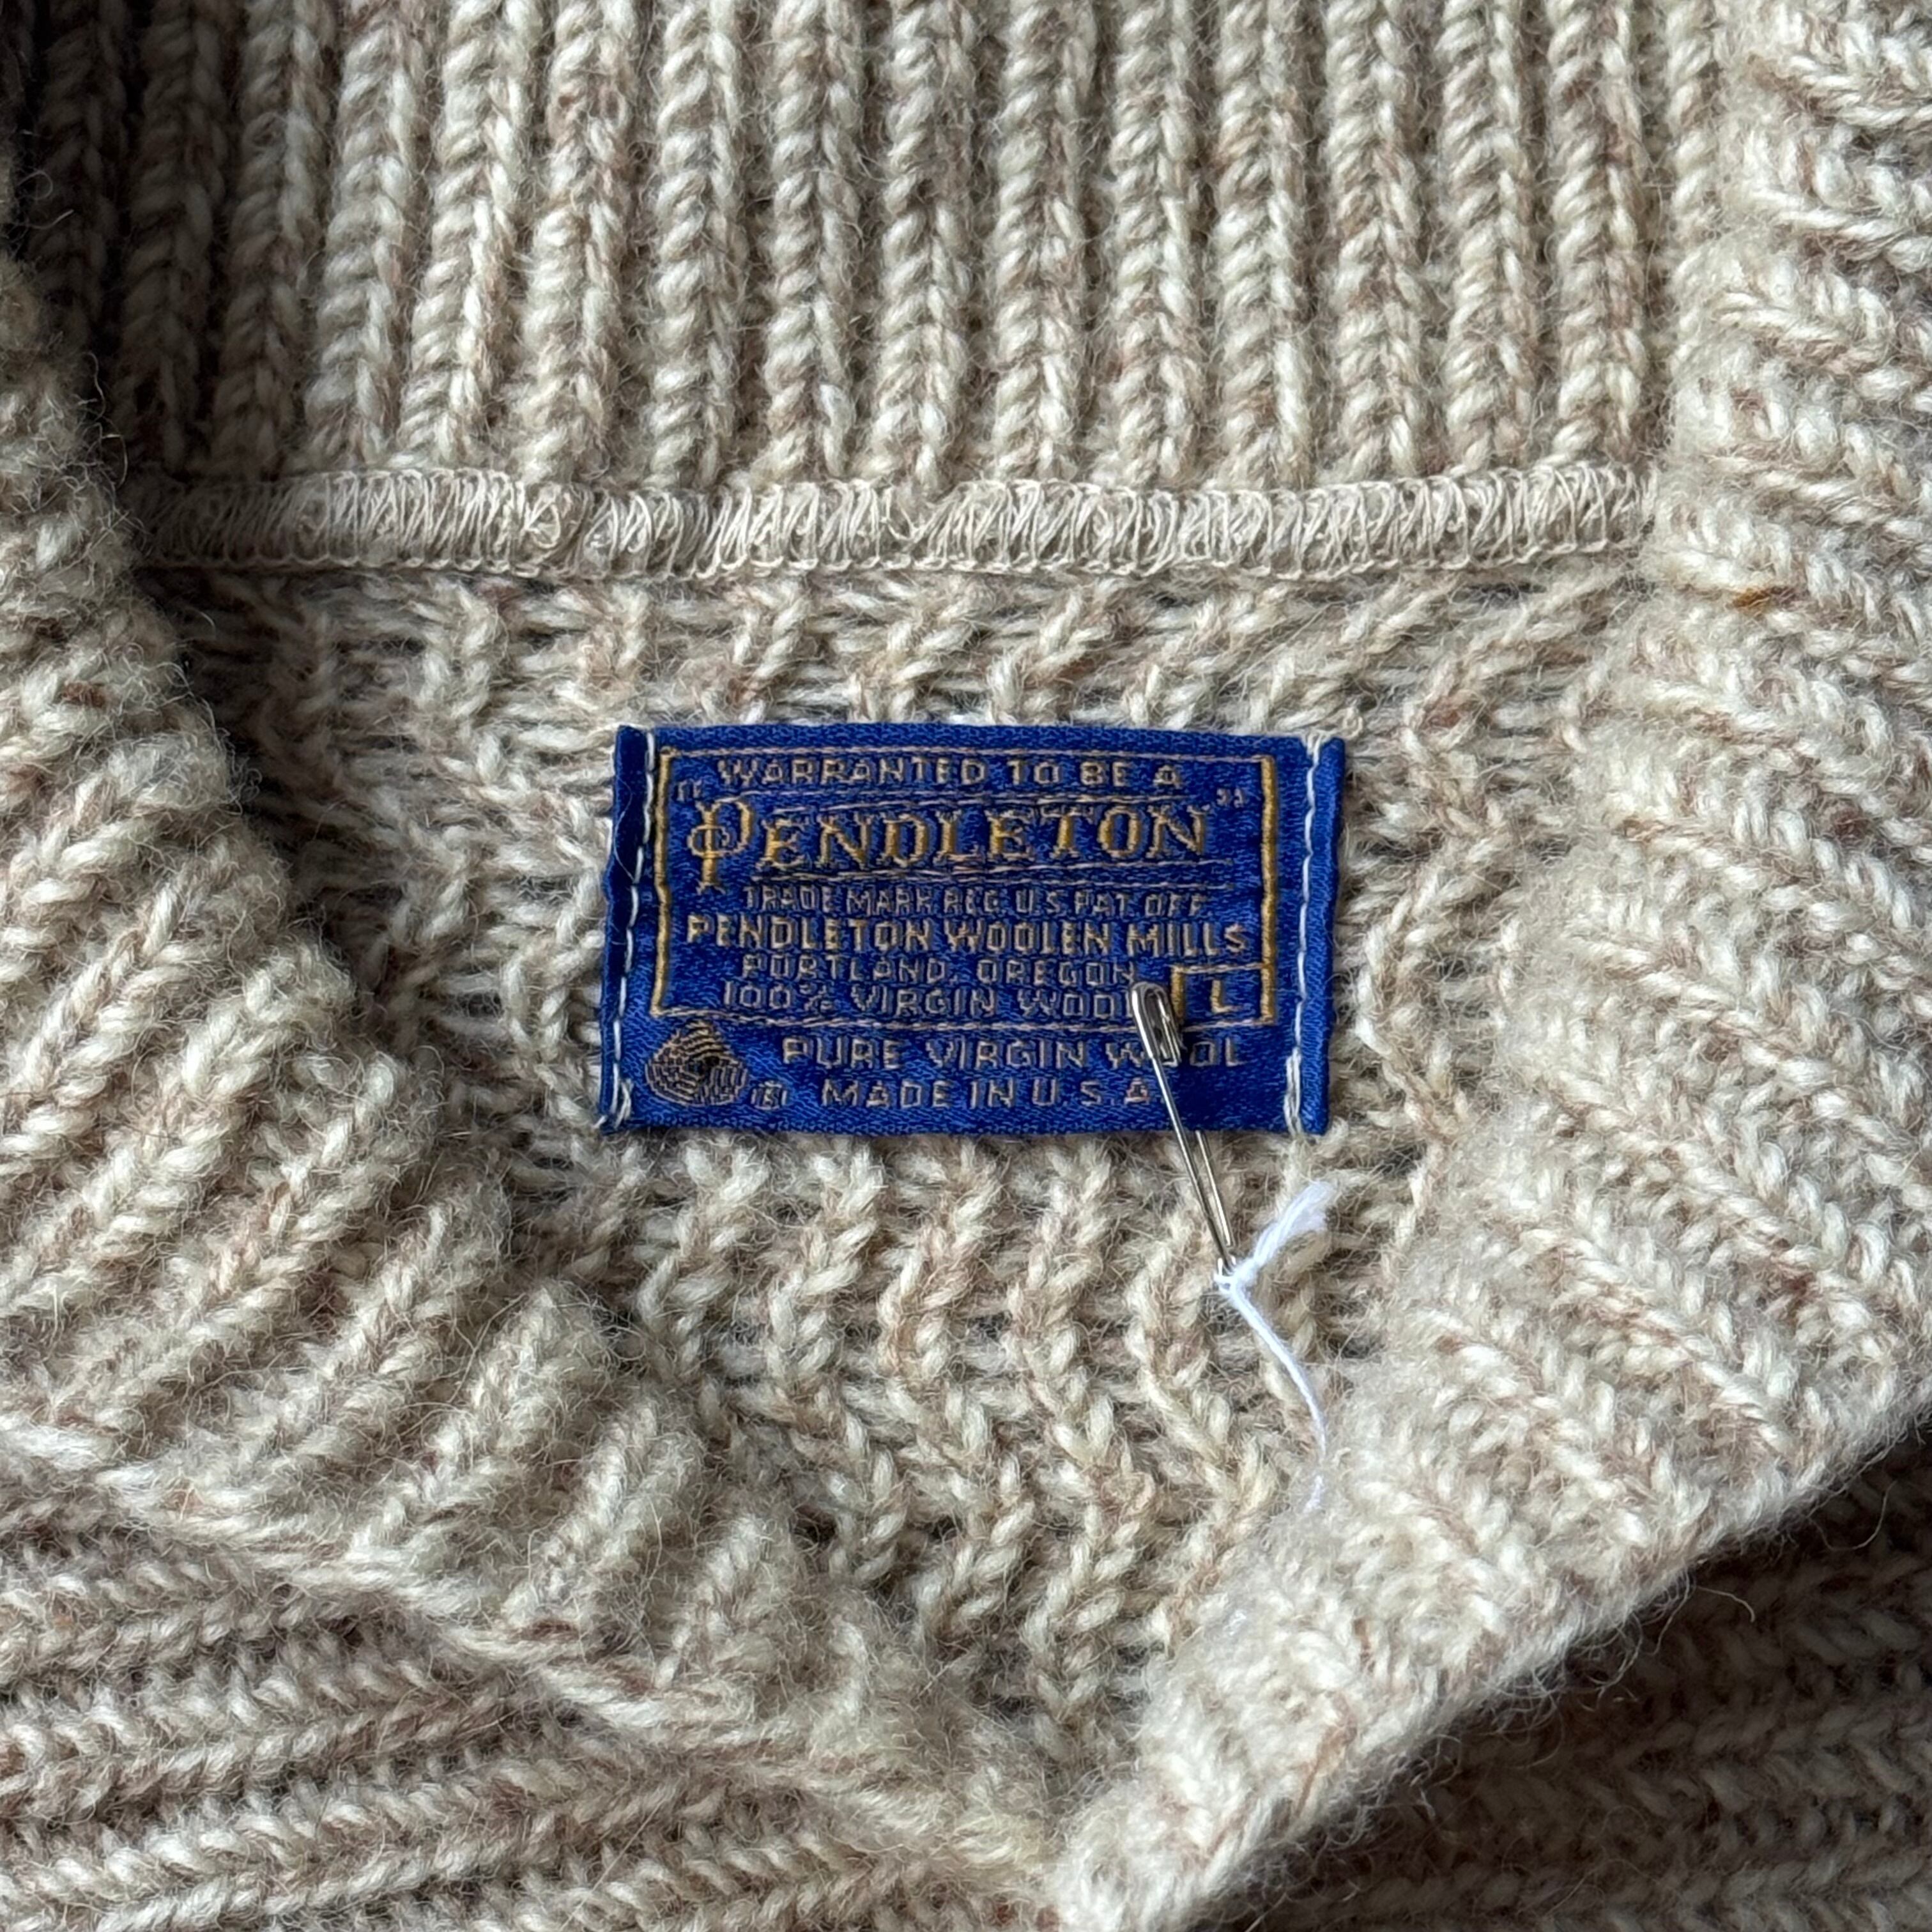 WARRANTED TO BE A
"PENDLETON"
TRADE MARK REG. U.S. PAT. OFF.
PENDLETON WOOLEN MILLS
PORTLAND, OREGON
100% VIRGIN WOOL
L
PURE VIRGIN WOOL
® MADE IN U.S.A.